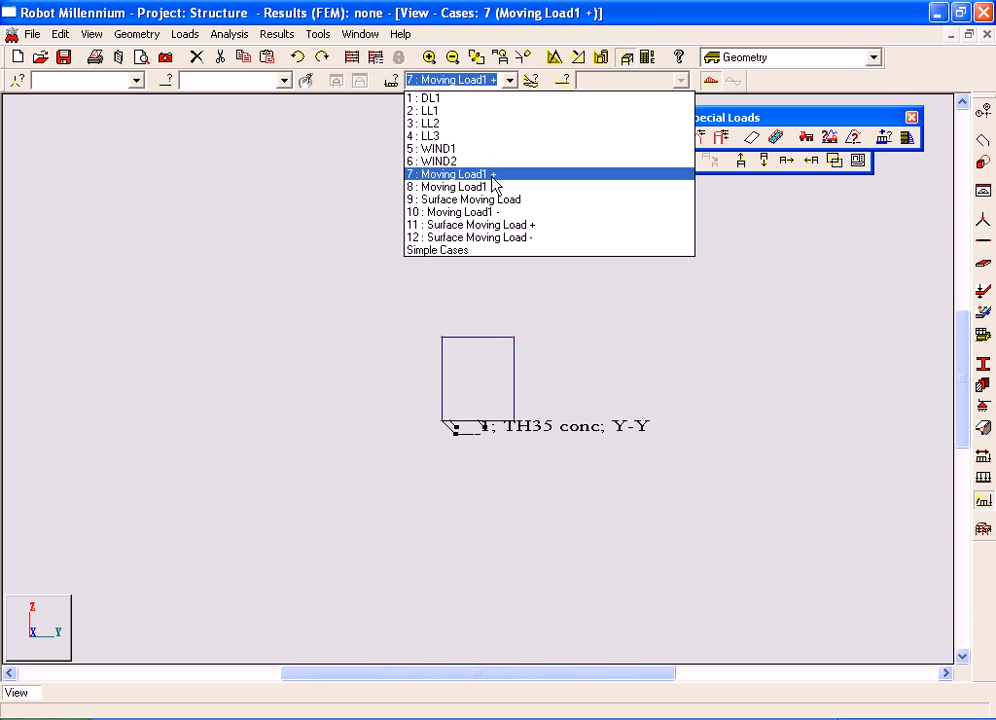 Robot Millennium - Project: Structure - Results (FEM): none - [View - Cases: 7 (Moving Load1 +)]
File Edit View Geometry Loads Analysis Results Tools Window Help
Geometry
7 : Moving Load1 +
1 : DL1
2 : LL1
3 : LL2
4 : LL3
5 : WIND1
6 : WIND2
7 : Moving Load1 +
8 : Moving Load1
9 : Surface Moving Load
10 : Moving Load1 -
11 : Surface Moving Load +
12 : Surface Moving Load -
Simple Cases
pecial Loads
1; TH35 conc; Y-Y
Z
X Y
View